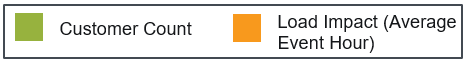 Customer Count
Load Impact (Average
Event Hour)